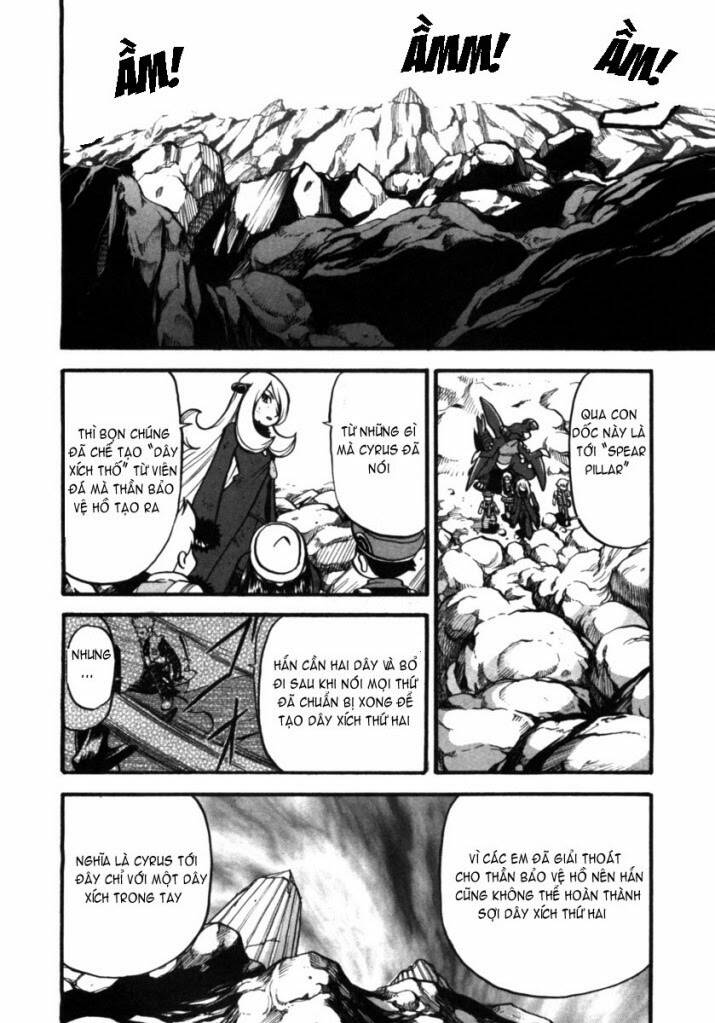 ẦM!
ẦMM!
ẦM!
QUA CON
DỐC NÀY LÀ
TỚI "SPEAR
PILLAR"
TỪ NHỮNG GÌ
MÀ CYRUS ĐÃ
NÓI
THÌ BỌN CHÚNG
ĐÃ CHẾ TẠO "DÂY
XÍCH THỐ" TỪ VIÊN
ĐÁ MÀ THẦN BẢO
VỆ HỒ TẠO RA
HẮN CẦN HAI DÂY VÀ BỎ
ĐI SAU KHI NÓI MỌI THỨ
ĐÃ CHUẨN BỊ XONG ĐỂ
TẠO DÂY XÍCH THỨ HAI
NHƯNG
...
VÌ CÁC EM ĐÃ GIẢI THOÁT
CHO THẦN BẢO VỆ HỒ NÊN HẮN
CŨNG KHÔNG THỂ HOÀN THÀNH
SỢI DÂY XÍCH THỨ HAI
NGHĨA LÀ CYRUS TỚI
ĐÂY CHỈ VỚI MỘT DÂY
XÍCH TRONG TAY